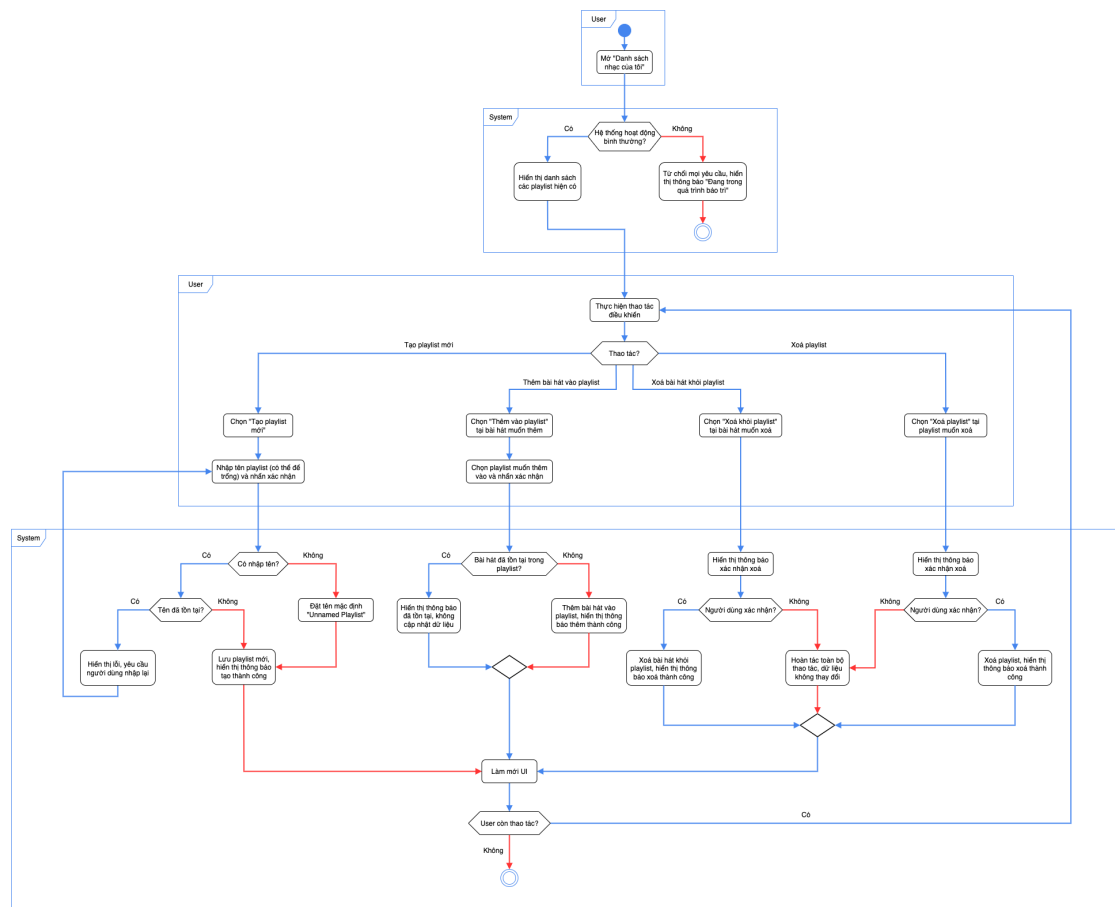 User
Mở "Danh sách
nhạc của tôi"
System
Hệ thống hoạt động
bình thường?
Có
Không
Hiển thị danh sách
các playlist hiện có
Từ chối mọi yêu cầu, hiển
thị thông báo "Đang trong
quá trình bảo trì"
User
Thực hiện thao tác
điều khiển
Thao tác?
Tạo playlist mới
Xoá playlist
Thêm bài hát vào playlist
Xoá bài hát khỏi playlist
Chọn "Tạo playlist
mới"
Chọn "Thêm vào playlist"
tại bài hát muốn thêm
Chọn "Xoá khỏi playlist"
tại bài hát muốn xoá
Chọn "Xoá playlist" tại
playlist muốn xoá
Nhập tên playlist (có thể để
trống) và nhấn xác nhận
Chọn playlist muốn thêm
vào và nhấn xác nhận
System
Có
Có nhập tên?
Không
Có
Bài hát đã tồn tại trong
playlist?
Không
Hiển thị thông báo
xác nhận xoá
Hiển thị thông báo
xác nhận xoá
Có
Tên đã tồn tại?
Không
Đặt tên mặc định
"Unnamed Playlist"
Hiển thị thông báo
đã tồn tại, không
cập nhật dữ liệu
Thêm bài hát vào
playlist, hiển thị thông
báo thêm thành công
Có
Người dùng xác nhận?
Không
Không
Người dùng xác nhận?
Có
Hiển thị lỗi, yêu cầu
người dùng nhập lại
Lưu playlist mới,
hiển thị thông báo
tạo thành công
Xoá bài hát khỏi
playlist, hiển thị thông
báo xoá thành công
Hoàn tác toàn bộ
thao tác, dữ liệu
không thay đổi
Xoá playlist, hiển thị
thông báo xoá thành
công
Làm mới UI
User còn thao tác?
Có
Không